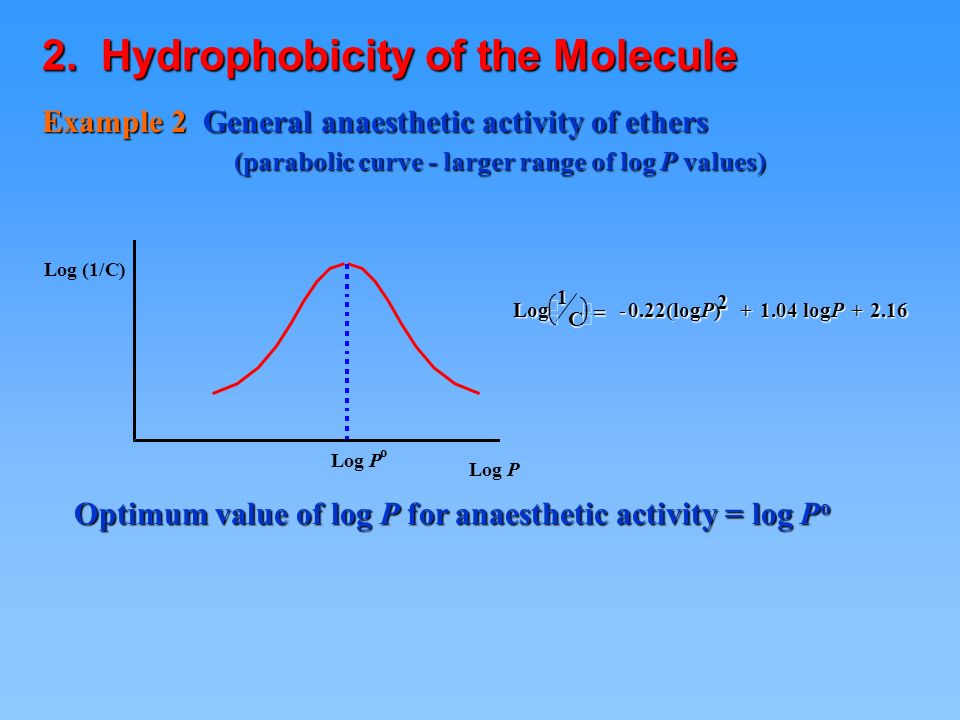 2. Hydrophobicity of the Molecule
Example 2 General anaesthetic activity of ethers
(parabolic curve - larger range of log P values)
Log (1/C)
Log(1/C) = -0.22(logP)² + 1.04 logP + 2.16
Log Pº
Log P
Optimum value of log P for anaesthetic activity = log Pº